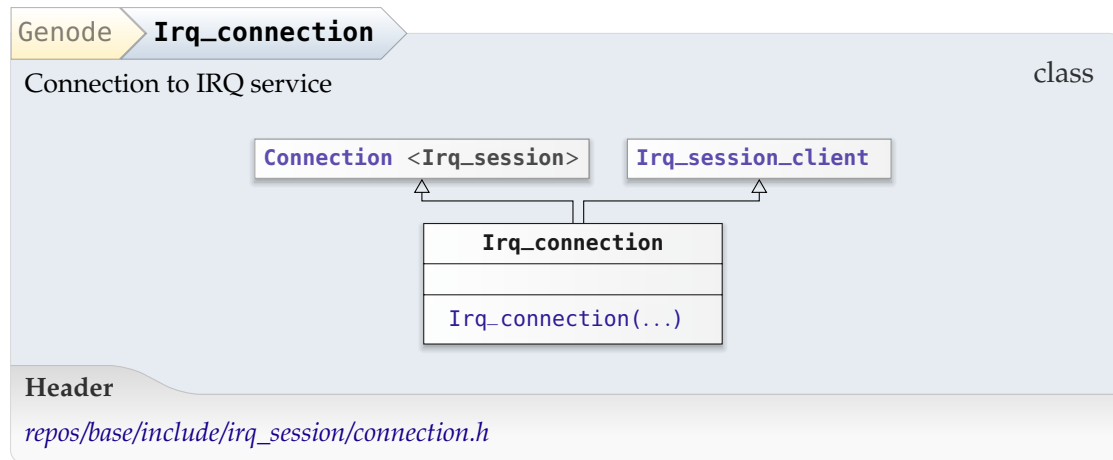 Genode Irq_connection
Connection to IRQ service
class
Connection <Irq_session>
Irq_session_client
Irq_connection
Irq_connection(...)
Header
repos/base/include/irq_session/connection.h